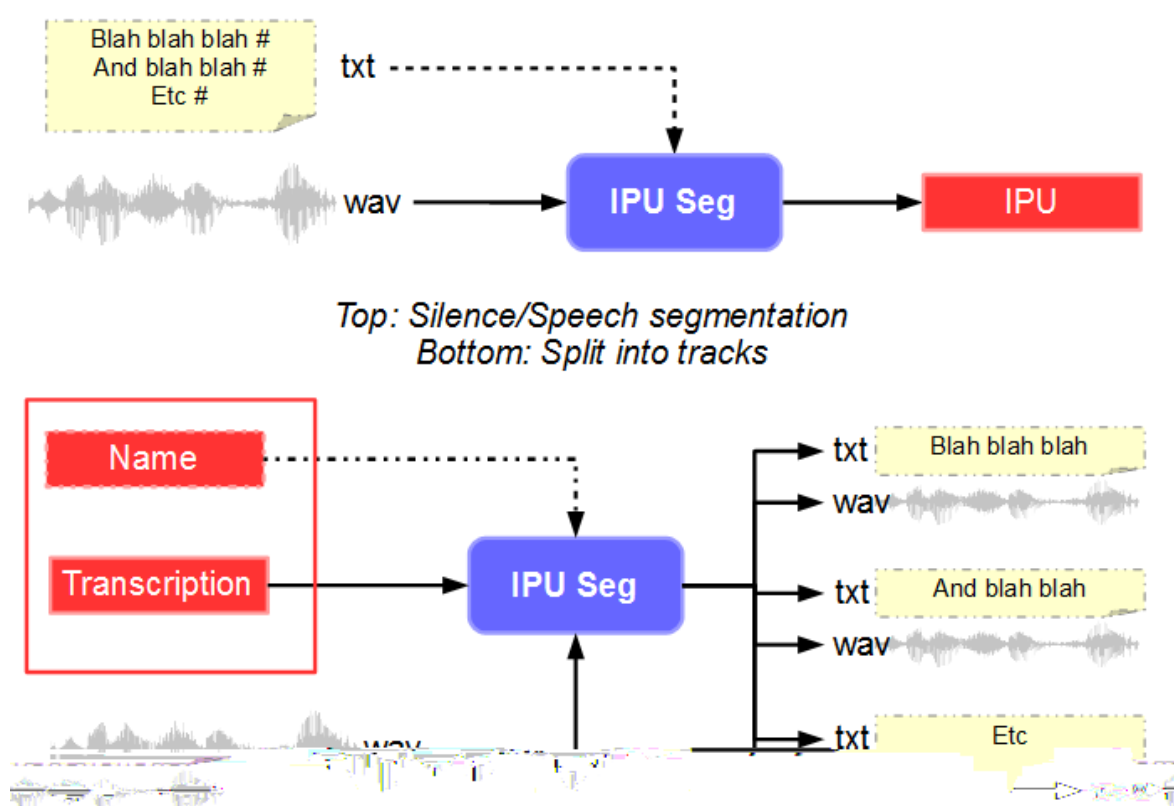 Blah blah blah #
And blah blah #
Etc #
txt
wav
IPU Seg
IPU
Top: Silence/Speech segmentation
Bottom: Split into tracks
Name
Transcription
IPU Seg
txt
Blah blah blah
wav
txt
And blah blah
wav
txt
Etc